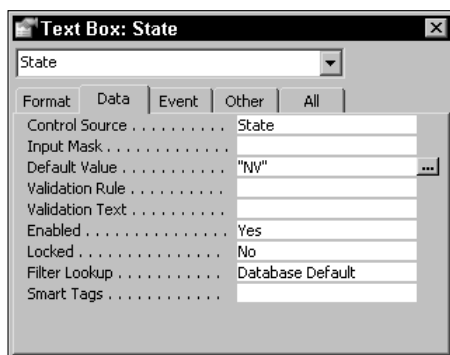 Text Box: State
State
Format Data Event Other All
Control Source . . . . . . . . . . State
Input Mask . . . . . . . . . . . . .
Default Value . . . . . . . . . . . "NV" ...
Validation Rule . . . . . . . . . .
Validation Text . . . . . . . . . .
Enabled . . . . . . . . . . . . . . . Yes
Locked . . . . . . . . . . . . . . . . No
Filter Lookup . . . . . . . . . . . Database Default
Smart Tags . . . . . . . . . . . .